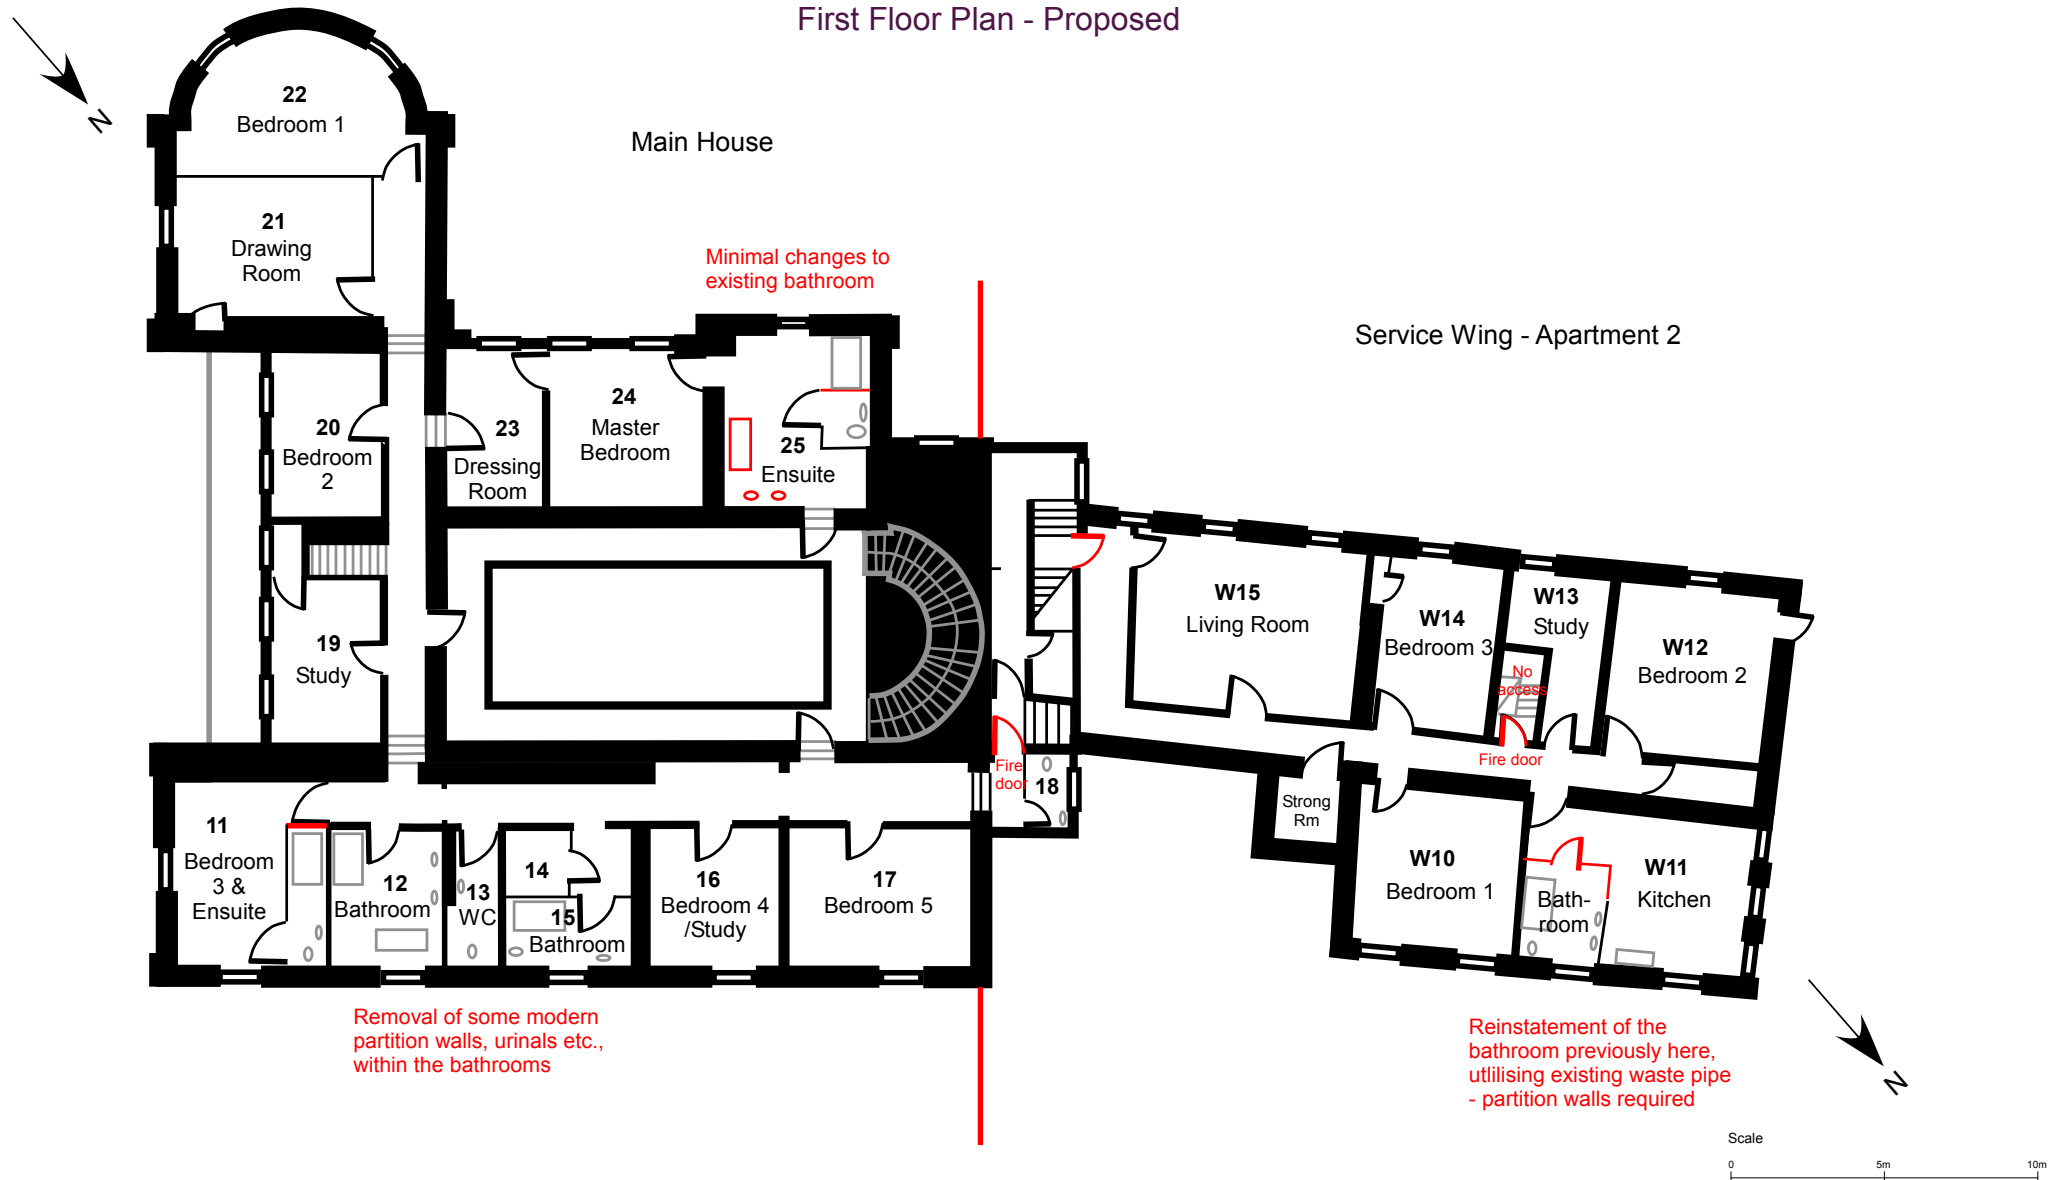 First Floor Plan - Proposed
N
22
Bedroom 1
Main House
21
Drawing
Room
Minimal changes to
existing bathroom
Service Wing - Apartment 2
20
Bedroom
2
23
Dressing
Room
24
Master
Bedroom
25
Ensuite
19
Study
W15
Living Room
W14
Bedroom 3
W13
Study
No
access
W12
Bedroom 2
Fire door
Fire
door
18
Strong
Rm
11
Bedroom
3 &
Ensuite
12
Bathroom
13
WC
14
15
Bathroom
16
Bedroom 4
/Study
17
Bedroom 5
W10
Bedroom 1
Bath-
room
W11
Kitchen
Removal of some modern
partition walls, urinals etc.,
within the bathrooms
Reinstatement of the
bathroom previously here,
utlilising existing waste pipe
- partition walls required
N
Scale
0 5m 10m